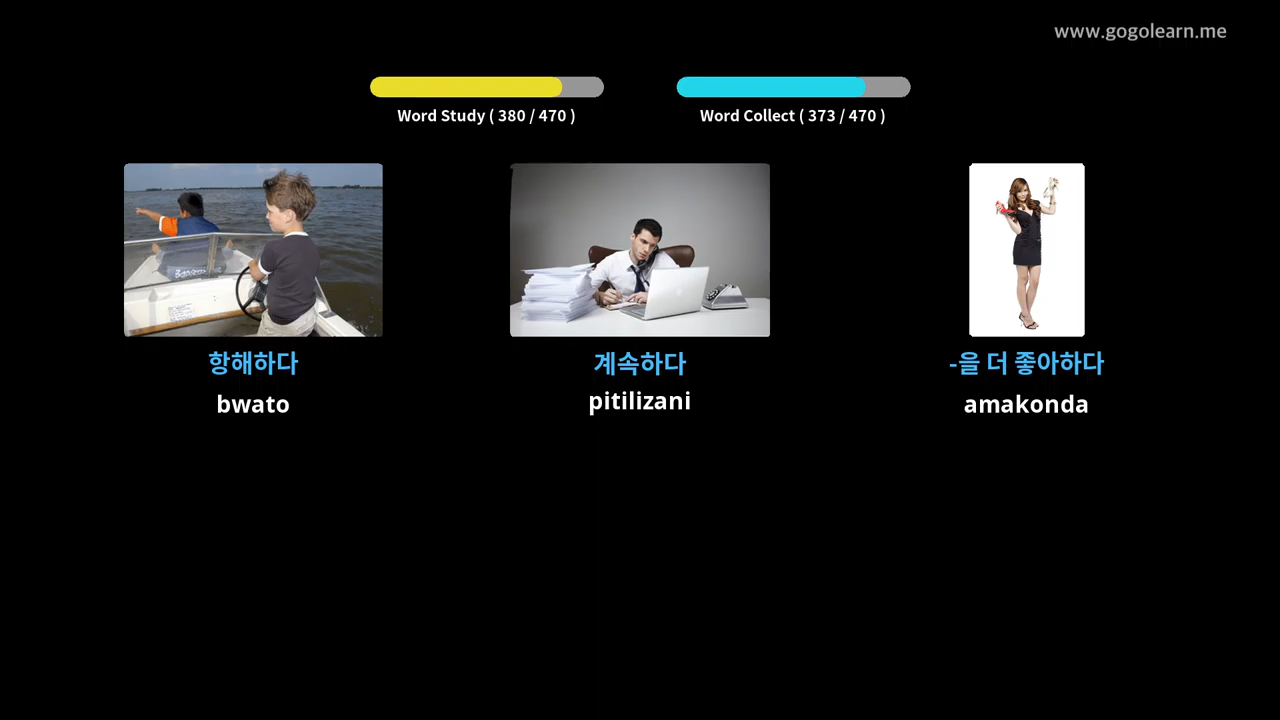 www.gogolearn.me
Word Study ( 380 / 470 )
Word Collect ( 373 / 470 )
항해하다
계속하다
-을 더 좋아하다
bwato
pitilizani
amakonda